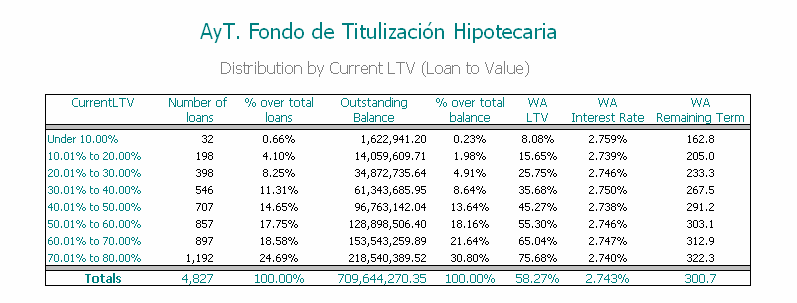 AyT. Fondo de Titulización Hipotecaria
Distribution by Current LTV (Loan to Value)
CurrentLTV Number of loans % over total loans Outstanding Balance % over total balance WA LTV WA Interest Rate WA Remaining Term
Under 10.00% 32 0.66% 1,622,941.20 0.23% 8.08% 2.759% 162.8
10.01% to 20.00% 198 4.10% 14,059,609.71 1.98% 15.65% 2.739% 205.0
20.01% to 30.00% 398 8.25% 34,872,735.64 4.91% 25.75% 2.746% 233.3
30.01% to 40.00% 546 11.31% 61,343,685.95 8.64% 35.68% 2.750% 267.5
40.01% to 50.00% 707 14.65% 96,763,142.04 13.64% 45.27% 2.738% 291.2
50.01% to 60.00% 857 17.75% 128,898,506.40 18.16% 55.30% 2.746% 303.1
60.01% to 70.00% 897 18.58% 153,543,259.89 21.64% 65.04% 2.747% 312.9
70.01% to 80.00% 1,192 24.69% 218,540,389.52 30.80% 75.68% 2.740% 322.3
Totals 4,827 100.00% 709,644,270.35 100.00% 58.27% 2.743% 300.7